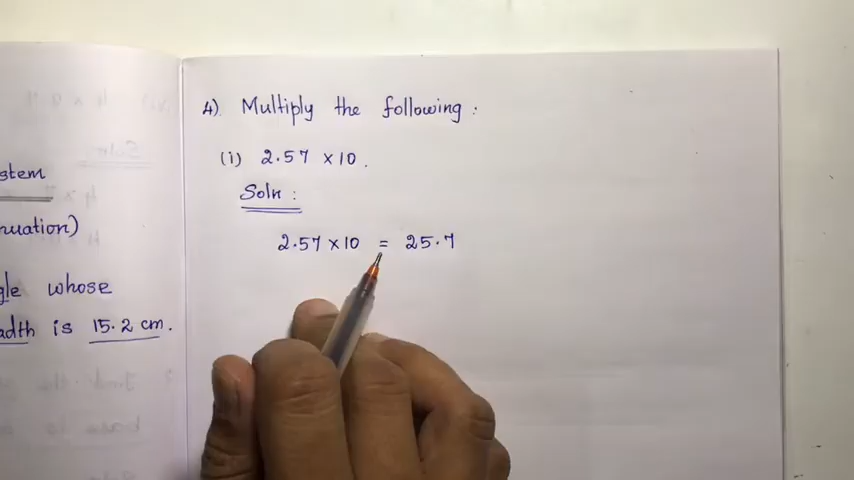 stem
nuation)
gle whose
adth is 15.2 cm.
4) Multiply the following :
(i) 2.57 × 10 .
Soln :
2.57 × 10 = 25.7